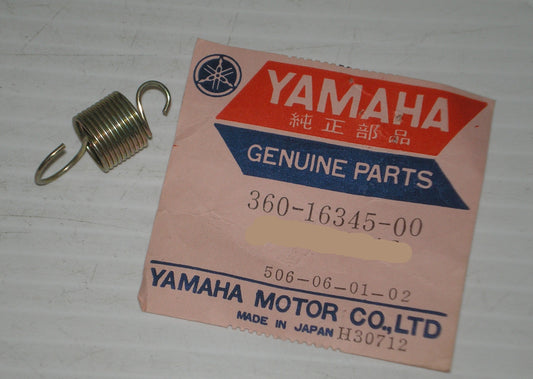 YAMAHA
純正部品
GENUINE PARTS
360-16345-00
506-06-01-02
YAMAHA MOTOR CO.,LTD
MADE IN JAPAN H30712